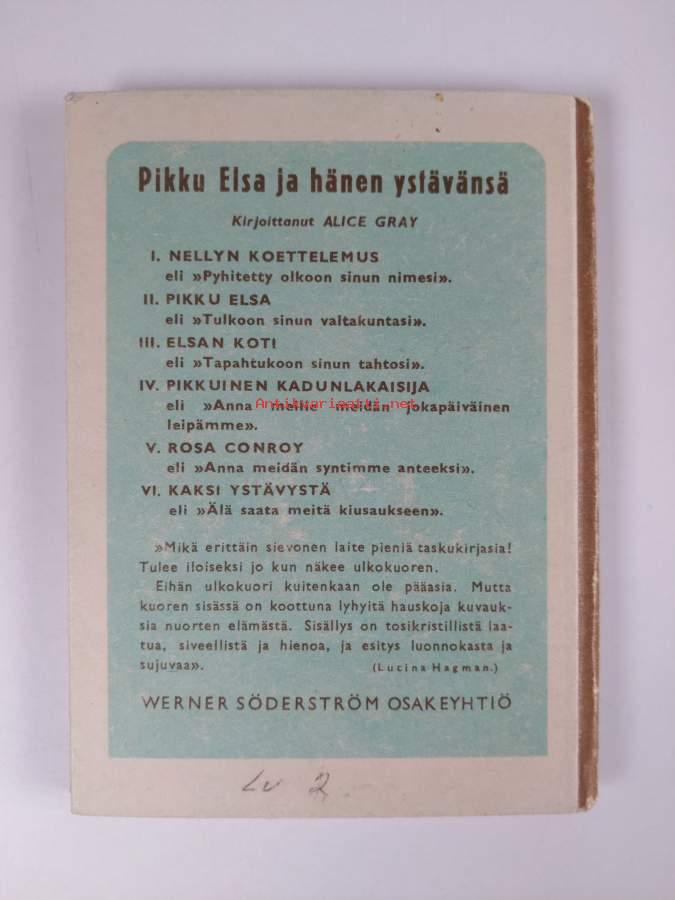 Pikku Elsa ja hänen ystävänsä
Kirjoittanut ALICE GRAY
I. NELLYN KOETTELEMUS
eli »Pyhitetty olkoon sinun nimesi».
II. PIKKU ELSA
eli »Tulkoon sinun valtakuntasi».
III. ELSAN KOTI
eli »Tapahtukoon sinun tahtosi».
IV. PIKKUINEN KADUNLAKAISIJA
eli »Anna meille meidän jokapäiväinen
Antikvariaatti.net
leipämme».
V. ROSA CONROY
eli »Anna meidän syntimme anteeksi».
VI. KAKSI YSTÄVYSTÄ
eli »Älä saata meitä kiusaukseen».
»Mikä erittäin sievonen laite pieniä taskukirjasia!
Tulee iloiseksi jo kun näkee ulkokuoren.
Eihän ulkokuori kuitenkaan ole pääasia. Mutta
kuoren sisässä on koottuna lyhyitä hauskoja kuvauk-
sia nuorten elämästä. Sisällys on tosikristillistä laa-
tua, siveellistä ja hienoa, ja esitys luonnokasta ja
sujuvaa». (Lucina Hagman.)
WERNER SÖDERSTRÖM OSAKEYHTIÖ
2